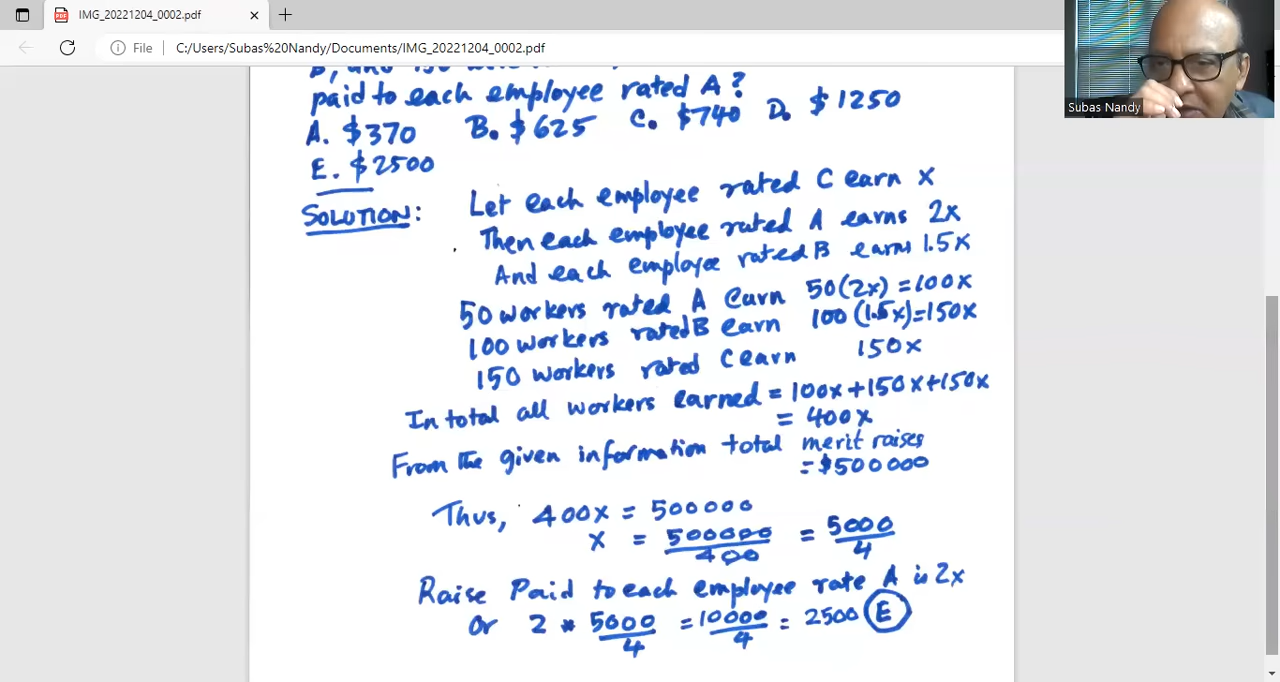 IMG_20221204_0002.pdf
File C:/Users/Subas%20Nandy/Documents/IMG_20221204_0002.pdf
Subas Nandy
paid to each employee rated A?
A. $370 B. $625 C. $740 D. $1250
E. $2500
SOLUTION: Let each employee rated C earn x
Then each employee rated A earns 2x
And each employee rated B earns 1.5x
50 workers rated A earn 50(2x) = 100x
100 workers rated B earn 100(1.5x)=150x
150 workers rated C earn 150x
In total all workers earned = 100x+150x+150x
= 400x
From the given information total merit raises
= $500000
Thus, 400x = 500000
x = 500000/400 = 5000/4
Raise Paid to each employee rate A is 2x
Or 2 * 5000/4 = 10000/4 = 2500 E